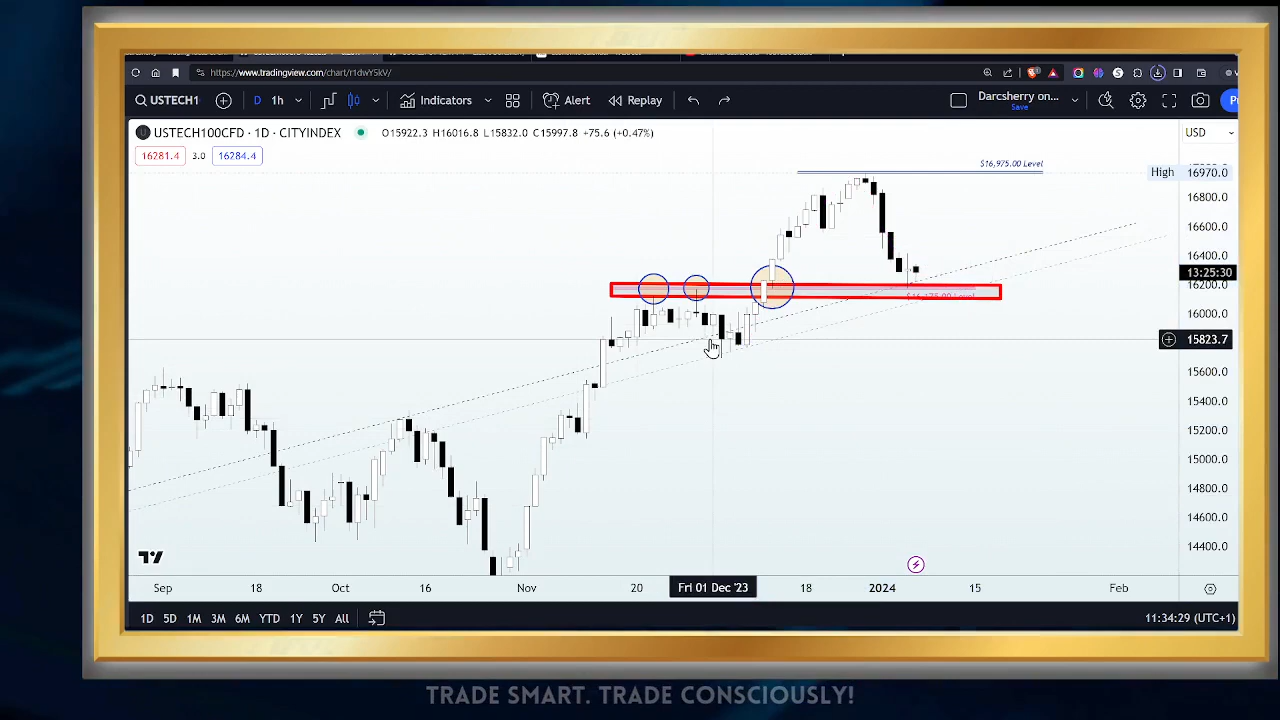 https://www.tradingview.com/chart/r1dwY5kV/
USTECH1 D 1h Indicators Alert Replay Darcsherry on...
Save
USTECH100CFD · 1D · CITYINDEX O15922.3 H16016.8 L15832.0 C15997.8 +75.6 (+0.47%) USD
16281.4 3.0 16284.4
$16,975.00 Level
High 16970.0
16800.0
16600.0
16400.0
13:25:30
16200.0
$16,175.00 Level
16000.0
15823.7
15600.0
15400.0
15200.0
15000.0
14800.0
14600.0
14400.0
Sep 18 Oct 16 Nov 20 Fri 01 Dec '23 18 2024 15 Feb
1D 5D 1M 3M 6M YTD 1Y 5Y All 11:34:29 (UTC+1)
TRADE SMART. TRADE CONSCIOUSLY!